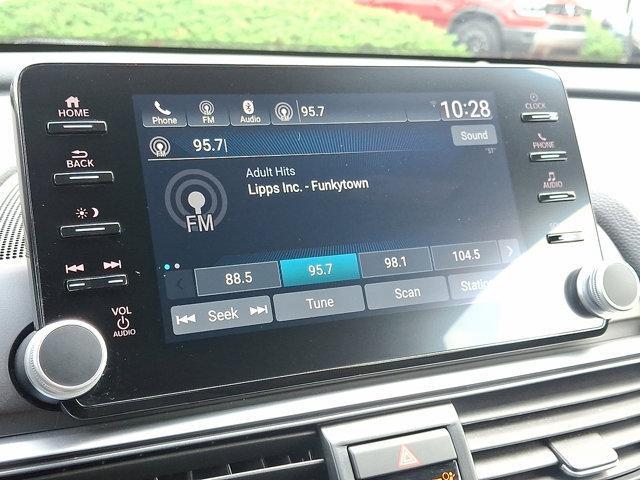 HOME
BACK
VOL
AUDIO
Phone
FM
Audio
95.7
10:28
95.7
Sound
"ST"
Adult Hits
Lipps Inc. - Funkytown
FM
88.5
95.7
98.1
104.5
Seek
Tune
Scan
CLOCK
PHONE
AUDIO